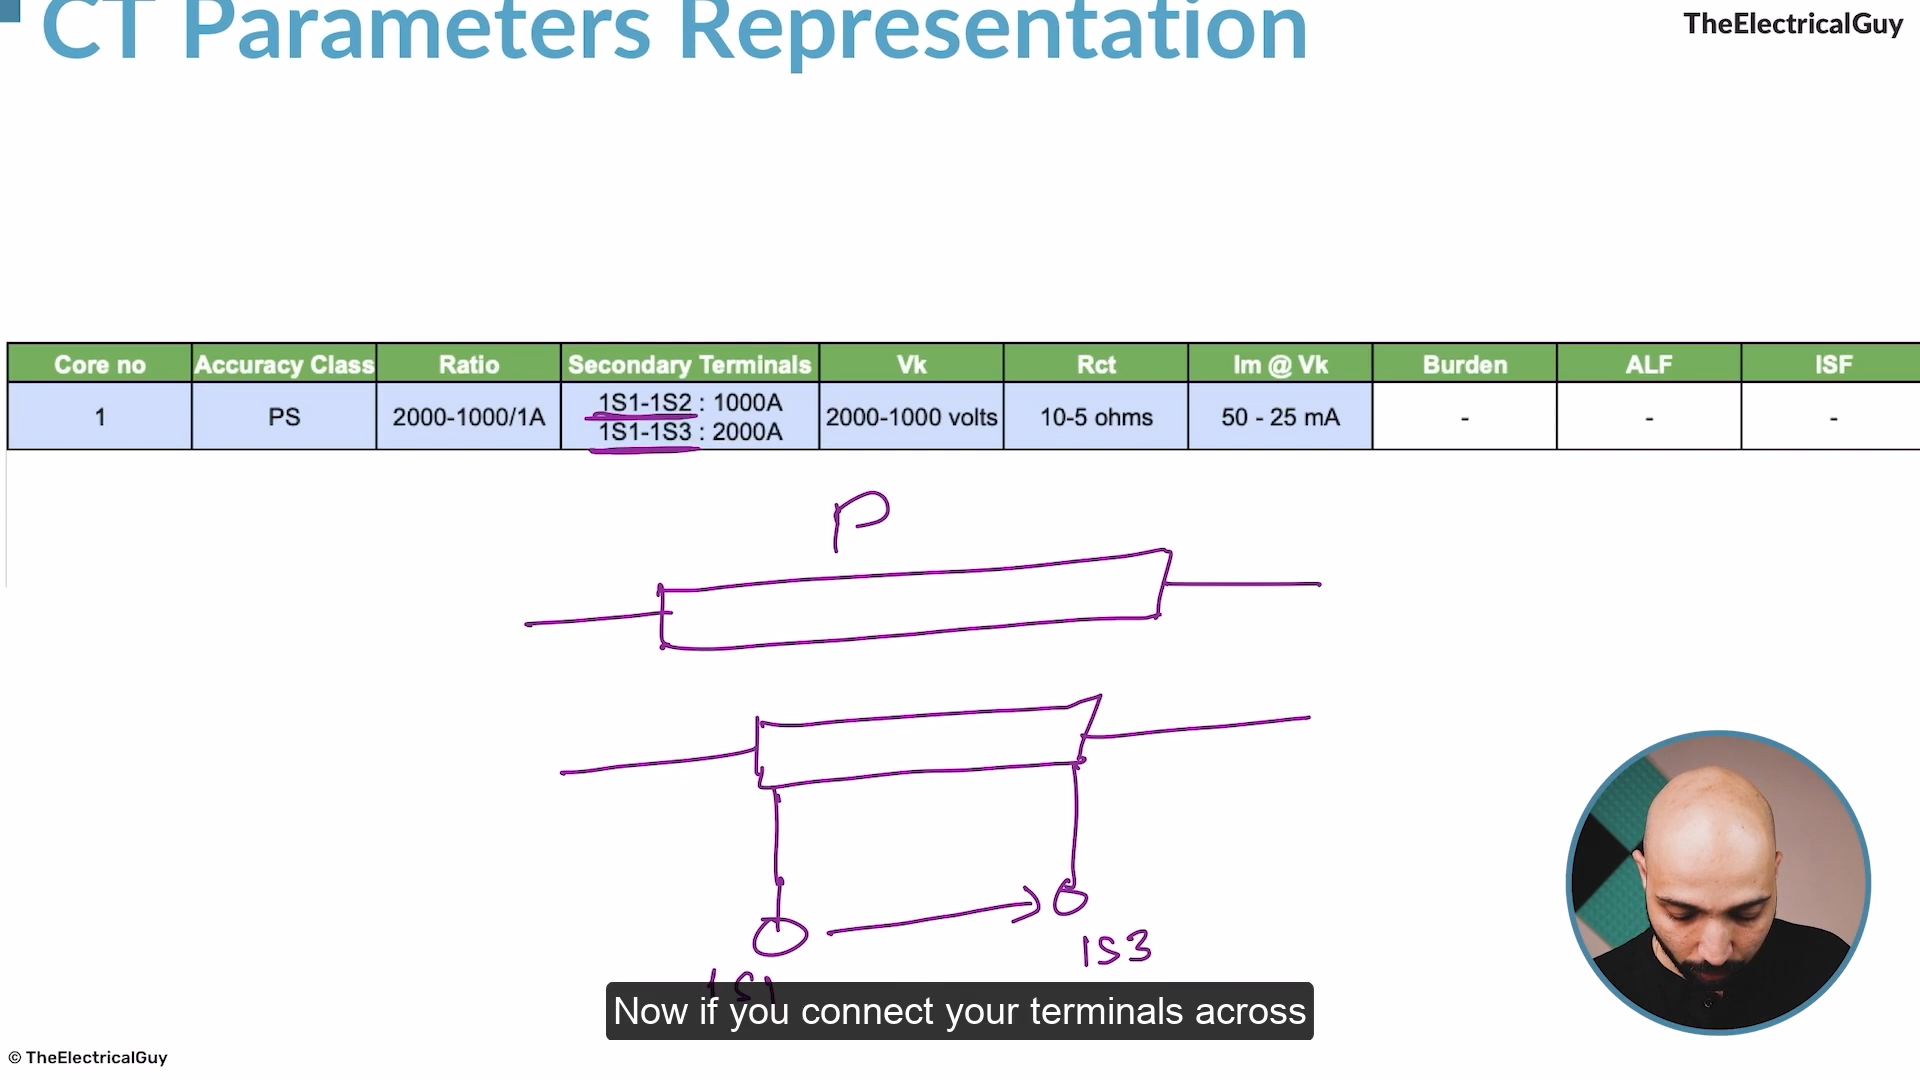 CT Parameters Representation
TheElectricalGuy
Core no Accuracy Class Ratio Secondary Terminals Vk Rct Im @ Vk Burden ALF ISF
1 PS 2000-1000/1A 1S1-1S2 : 1000A 2000-1000 volts 10-5 ohms 50 - 25 mA - - -
1S1-1S3 : 2000A
P
1S3
1S1
Now if you connect your terminals across
© TheElectricalGuy